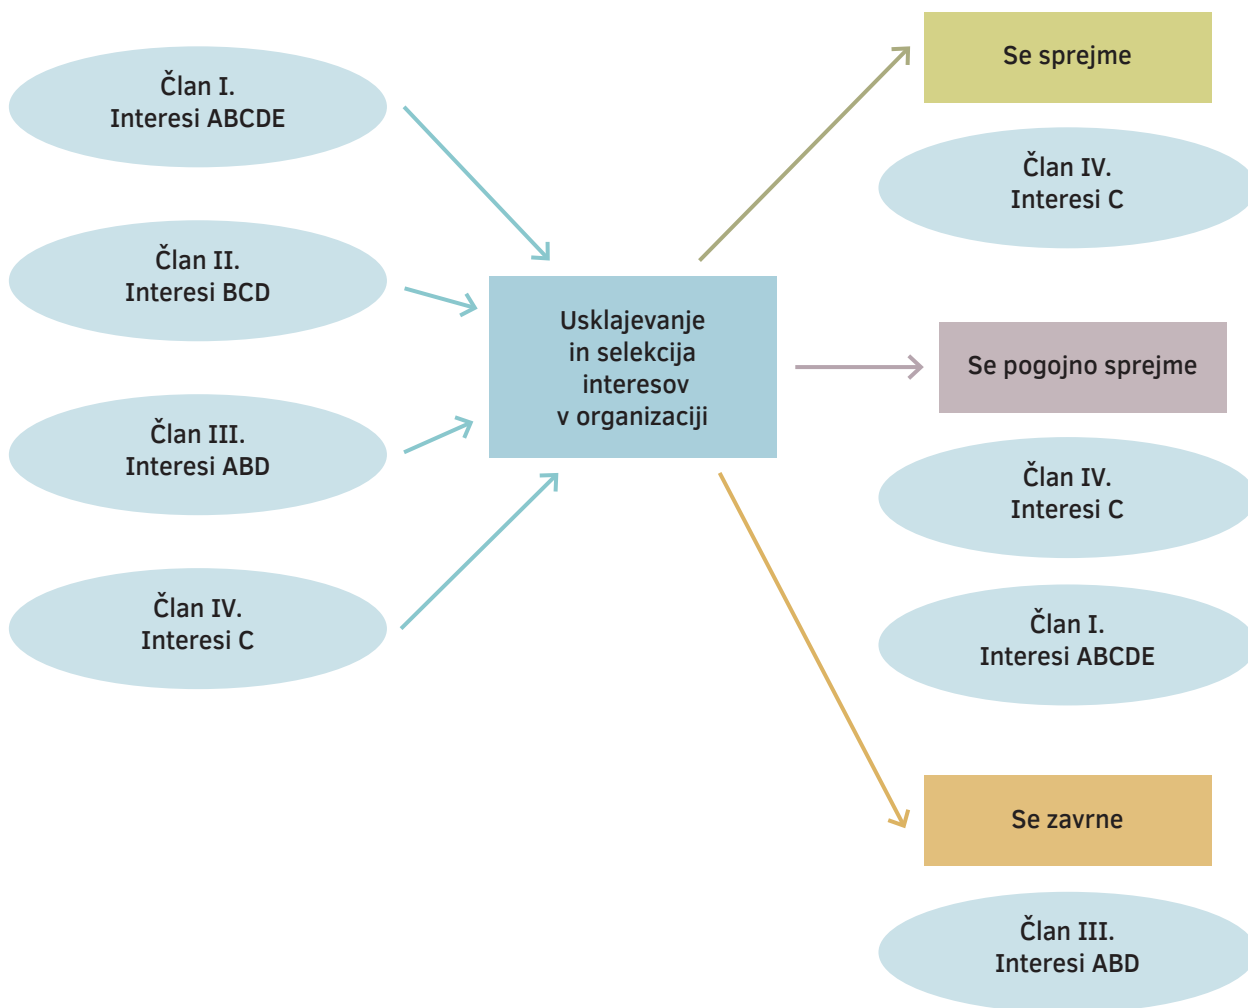 Član I.
Interesi ABCDE
Član II.
Interesi BCD
Član III.
Interesi ABD
Član IV.
Interesi C
Usklajevanje
in selekcija
interesov
v organizaciji
Se sprejme
Član IV.
Interesi C
Se pogojno sprejme
Član IV.
Interesi C
Član I.
Interesi ABCDE
Se zavrne
Član III.
Interesi ABD